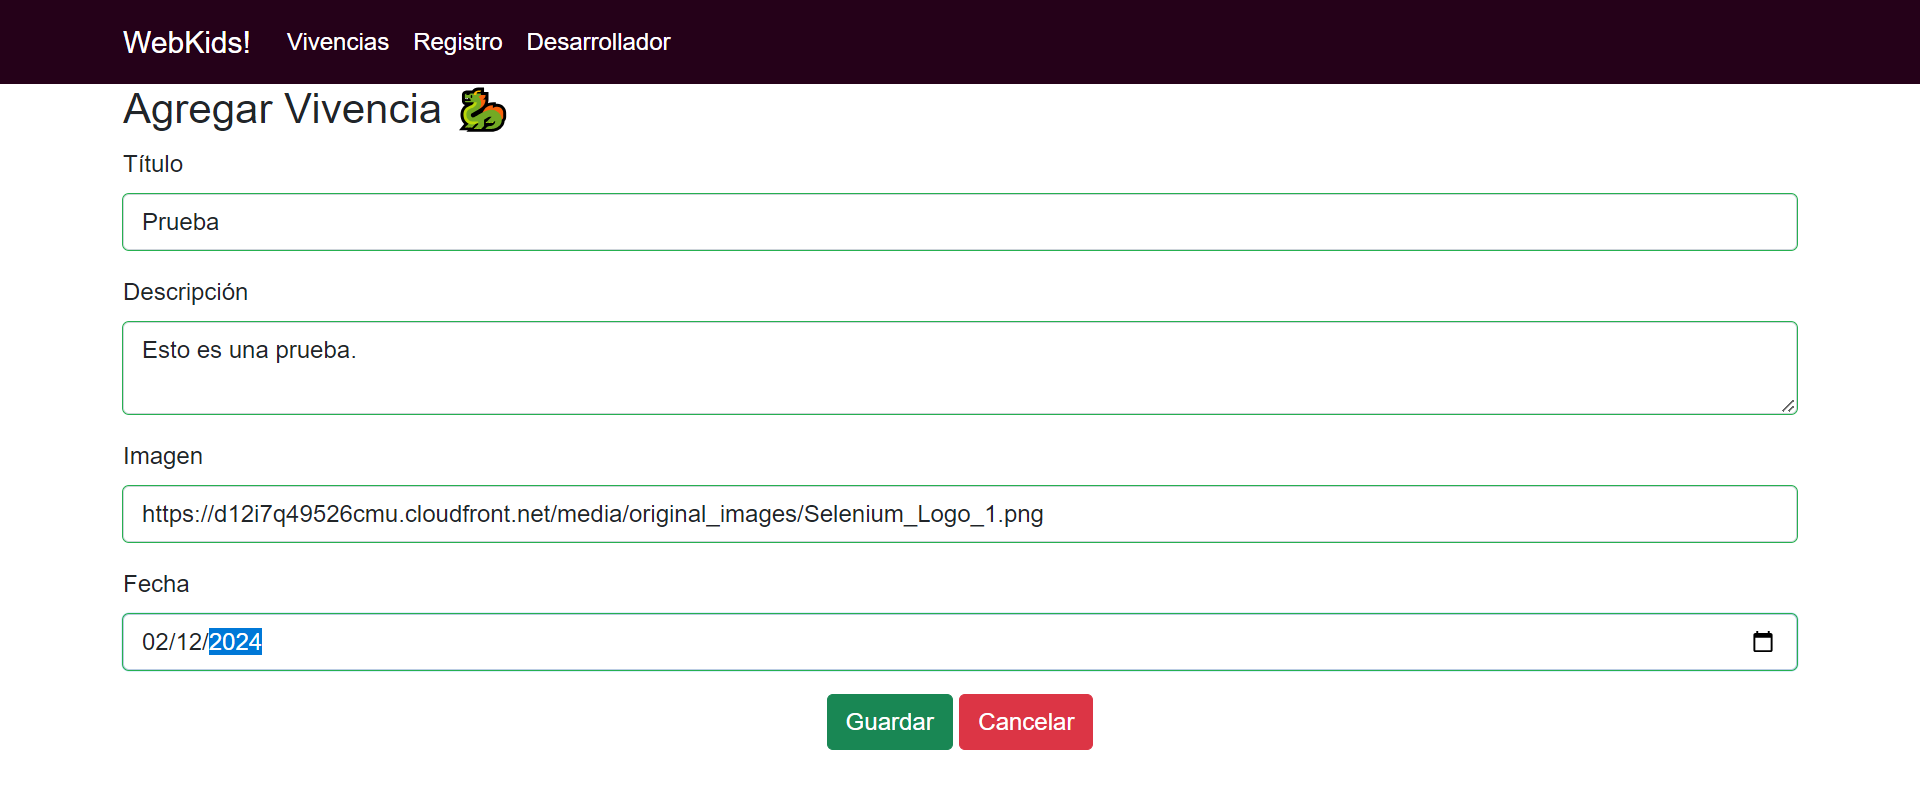 WebKids! Vivencias Registro Desarrollador
Agregar Vivencia
Título
Prueba
Descripción
Esto es una prueba.
Imagen
https://d12i7q49526cmu.cloudfront.net/media/original_images/Selenium_Logo_1.png
Fecha
02/12/2024
Guardar Cancelar